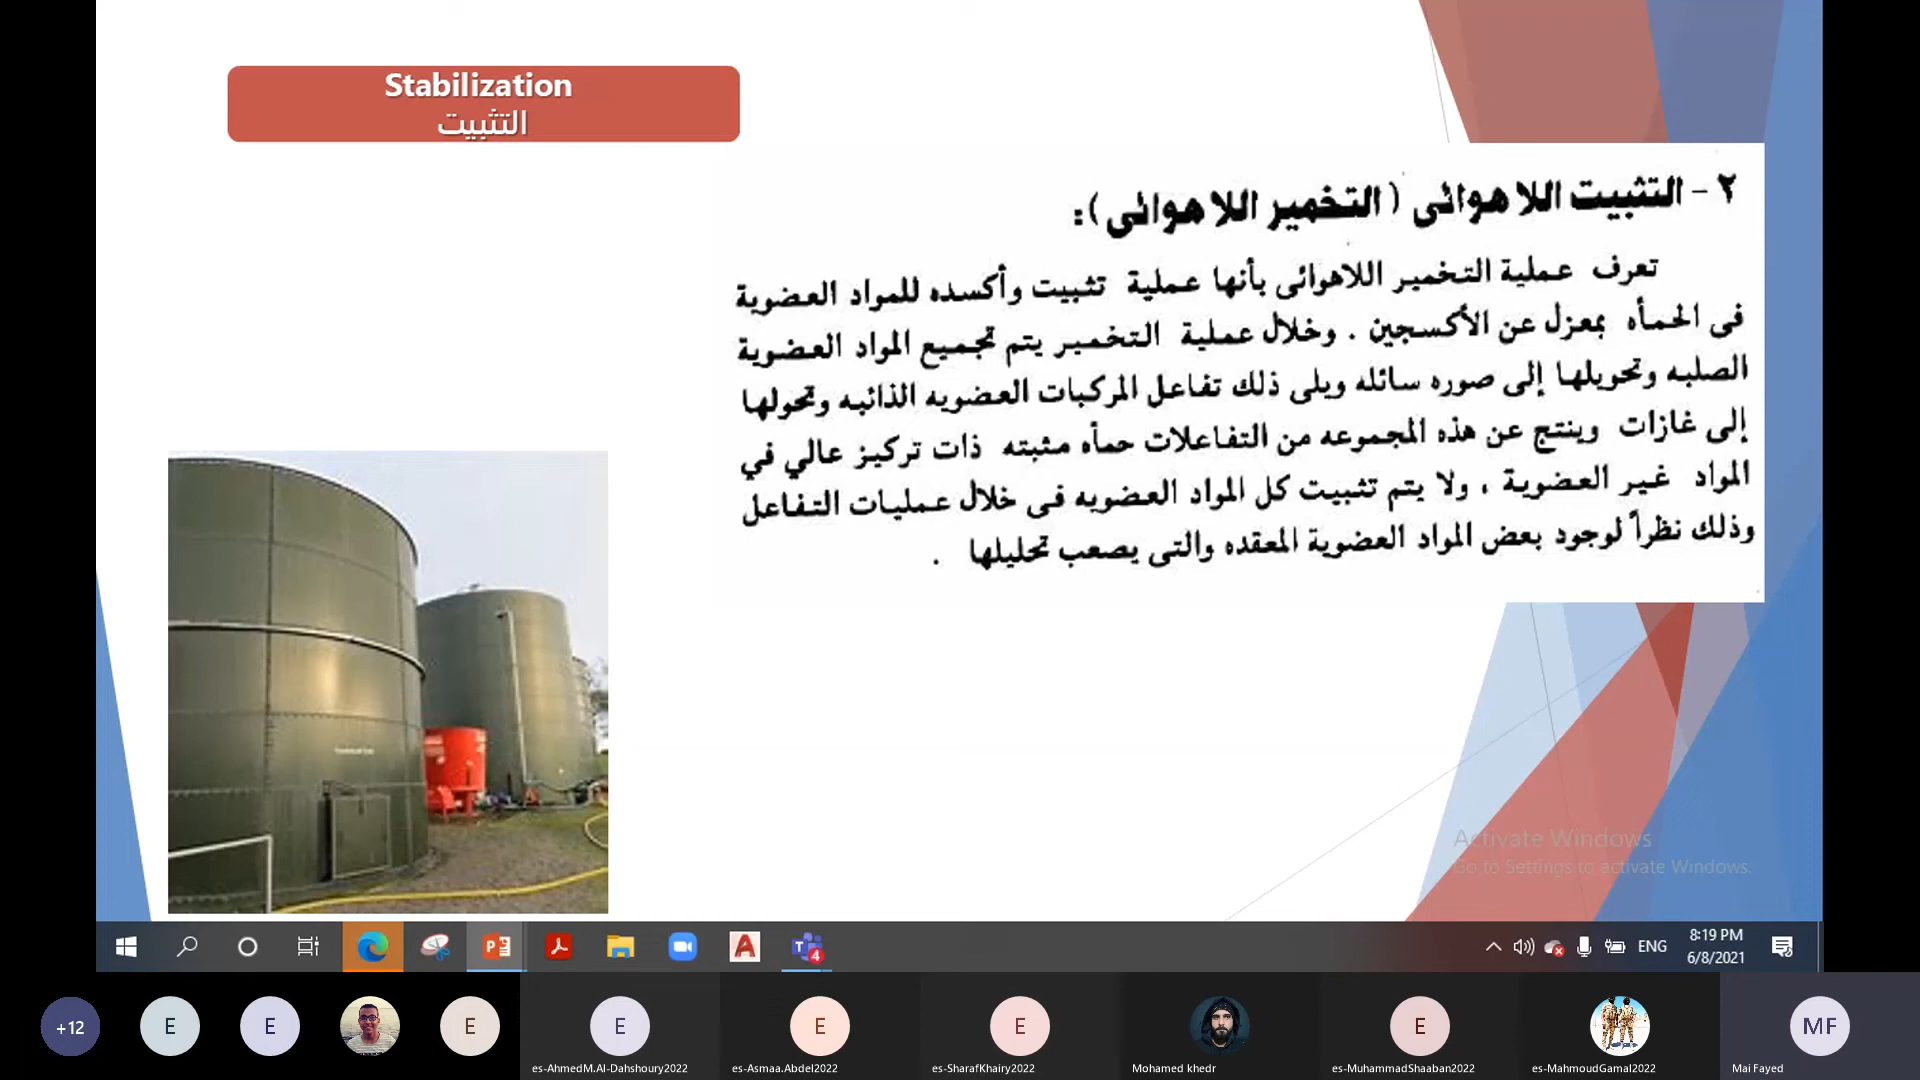 Stabilization
التثبيت
٢ - التثبيت اللاهوائى (التخمير اللاهوائى):
تعرف عملية التخمير اللاهوائى بأنها عملية تثبيت وأكسده للمواد العضوية
فى الحمأه بمعزل عن الأكسجين . وخلال عملية التخمير يتم تجميع المواد العضوية
الصلبه وتحويلها إلى صوره سائله ويلى ذلك تفاعل المركبات العضويه الذائبه وتحولها
إلى غازات وينتج عن هذه المجموعه من التفاعلات حمأه مثبته ذات تركيز عالي في
المواد غير العضوية ، ولا يتم تثبيت كل المواد العضويه فى خلال عمليات التفاعل
وذلك نظراً لوجود بعض المواد العضوية المعقده والتى يصعب تحليلها .
Activate Windows
Go to Settings to activate Windows.
4
ENG
8:19 PM
6/8/2021
+12
E
E
E
E
E
E
E
MF
es-AhmedM.Al-Dahshoury2022
es-Asmaa.Abdel2022
es-SharafKhairy2022
Mohamed khedr
es-MuhammadShaaban2022
es-MahmoudGamal2022
Mai Fayed